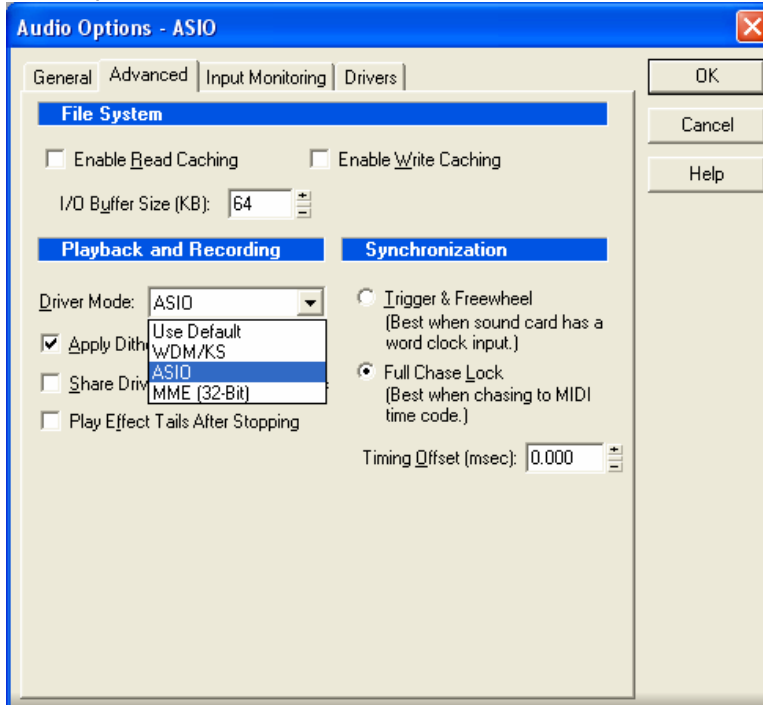 Audio Options - ASIO
General Advanced Input Monitoring Drivers
OK
Cancel
Help
File System
Enable Read Caching
Enable Write Caching
I/O Buffer Size (KB): 64
Playback and Recording
Driver Mode: ASIO
Use Default
WDM/KS
ASIO
MME (32-Bit)
Apply Dith
Share Driv
Play Effect Tails After Stopping
Synchronization
Trigger & Freewheel
(Best when sound card has a
word clock input.)
Full Chase Lock
(Best when chasing to MIDI
time code.)
Timing Offset (msec): 0.000